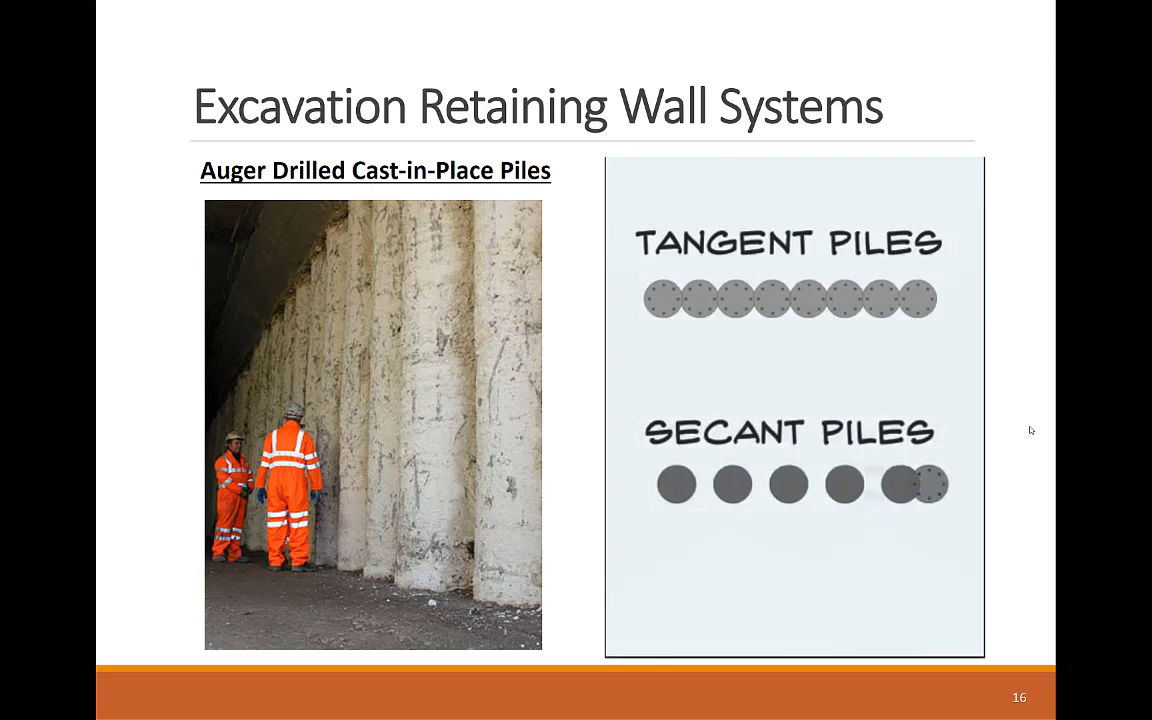 Excavation Retaining Wall Systems
Auger Drilled Cast-in-Place Piles
TANGENT PILES
SECANT PILES
16